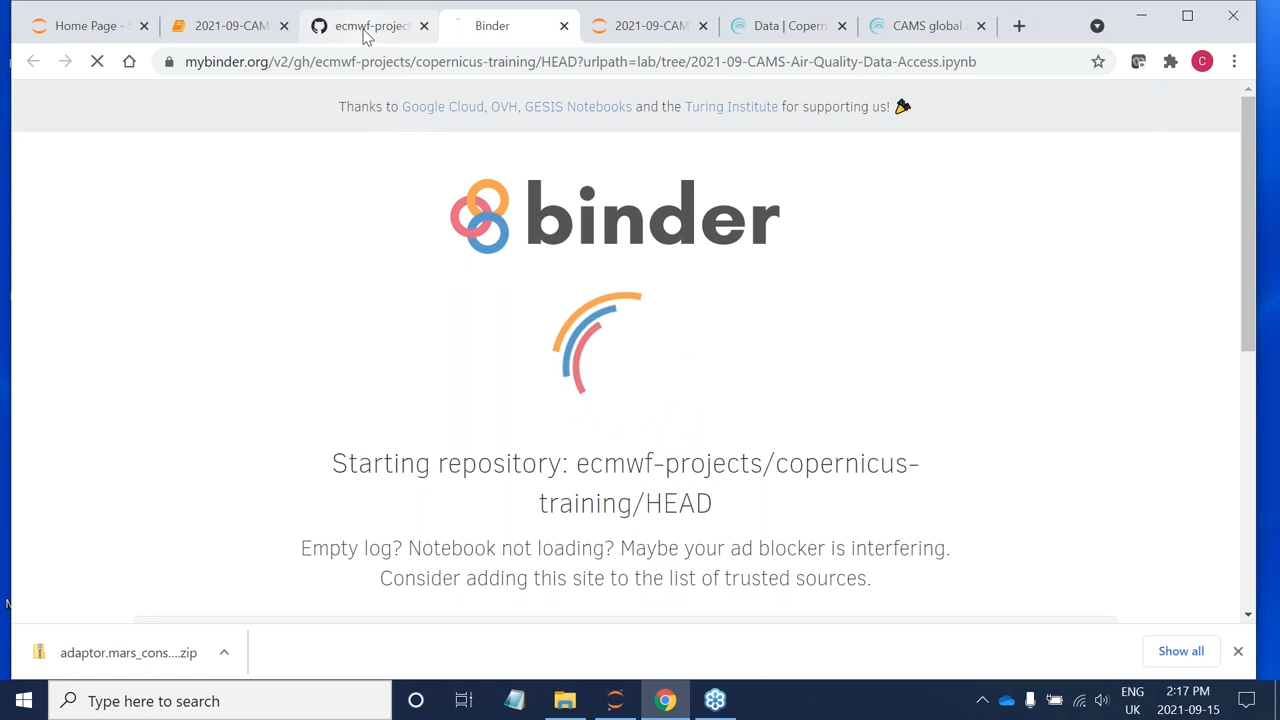 Home Page -
2021-09-CAMS
ecmwf-project
Binder
2021-09-CAM
Data | Copern
CAMS global
mybinder.org/v2/gh/ecmwf-projects/copernicus-training/HEAD?urlpath=lab/tree/2021-09-CAMS-Air-Quality-Data-Access.ipynb
C
Thanks to Google Cloud, OVH, GESIS Notebooks and the Turing Institute for supporting us!
binder
Starting repository: ecmwf-projects/copernicus-
training/HEAD
Empty log? Notebook not loading? Maybe your ad blocker is interfering.
Consider adding this site to the list of trusted sources.
adaptor.mars_cons....zip
Show all
Type here to search
ENG
UK
2:17 PM
2021-09-15